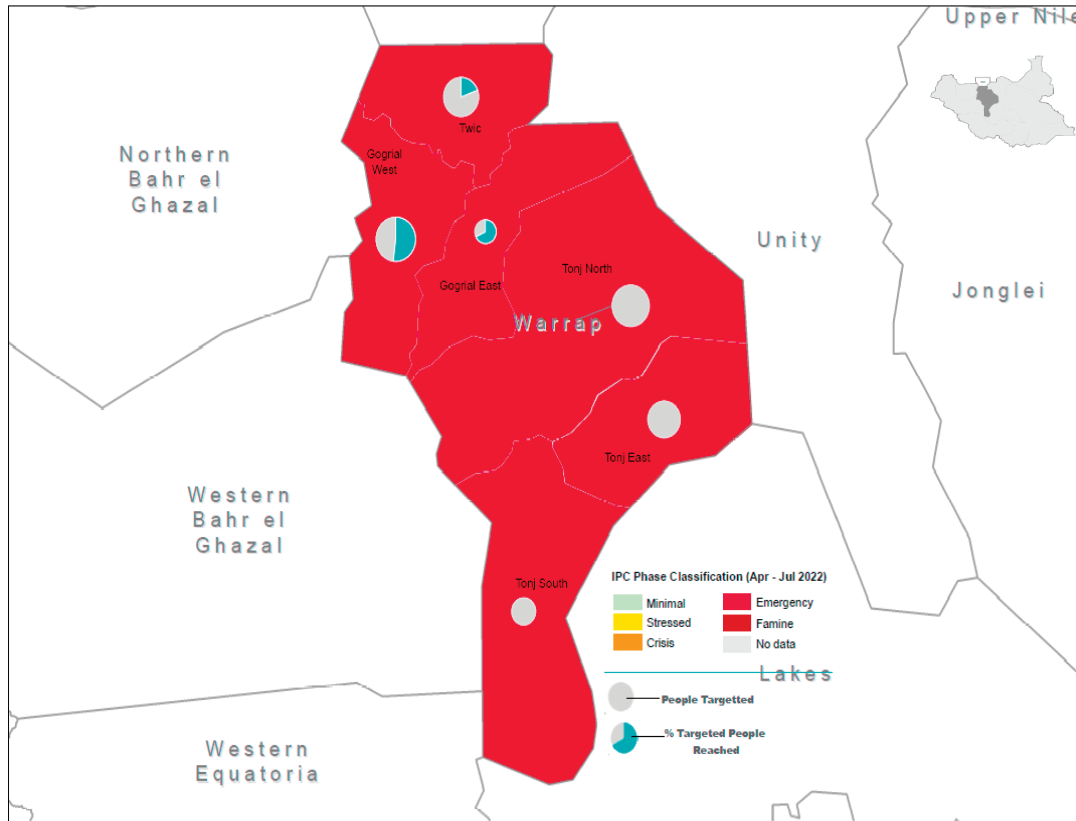 Upper Nile
Twic
Northern
Bahr el
Ghazal
Gogrial
West
Unity
Tonj North
Gogrial East
Jonglei
Warrap
Tonj East
Western
Bahr el
Ghazal
Tonj South
IPC Phase Classification (Apr - Jul 2022)
Minimal
Emergency
Stressed
Famine
Crisis
No data
Lakes
People Targetted
% Targeted People
Reached
Western
Equatoria